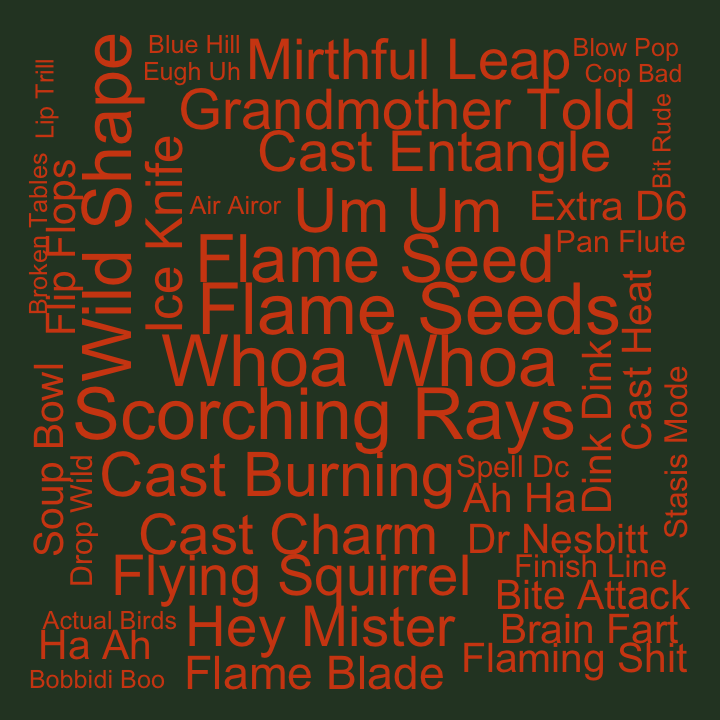 Blue Hill
Mirthful Leap
Blow Pop
Eugh Uh
Cop Bad
Lip Trill
Wild Shape
Grandmother Told
Cast Entangle
Bit Rude
Broken Tables
Flip Flops
Ice Knife
Air Airor
Um Um
Extra D6
Flame Seed
Pan Flute
Flame Seeds
Cast Heat
Whoa Whoa
Dink Dink
Scorching Rays
Stasis Mode
Soup Bowl
Drop Wild
Cast Burning
Spell Dc
Ah Ha
Cast Charm
Dr Nesbitt
Flying Squirrel
Finish Line
Bite Attack
Actual Birds
Hey Mister
Brain Fart
Ha Ah
Flame Blade
Flaming Shit
Bobbidi Boo